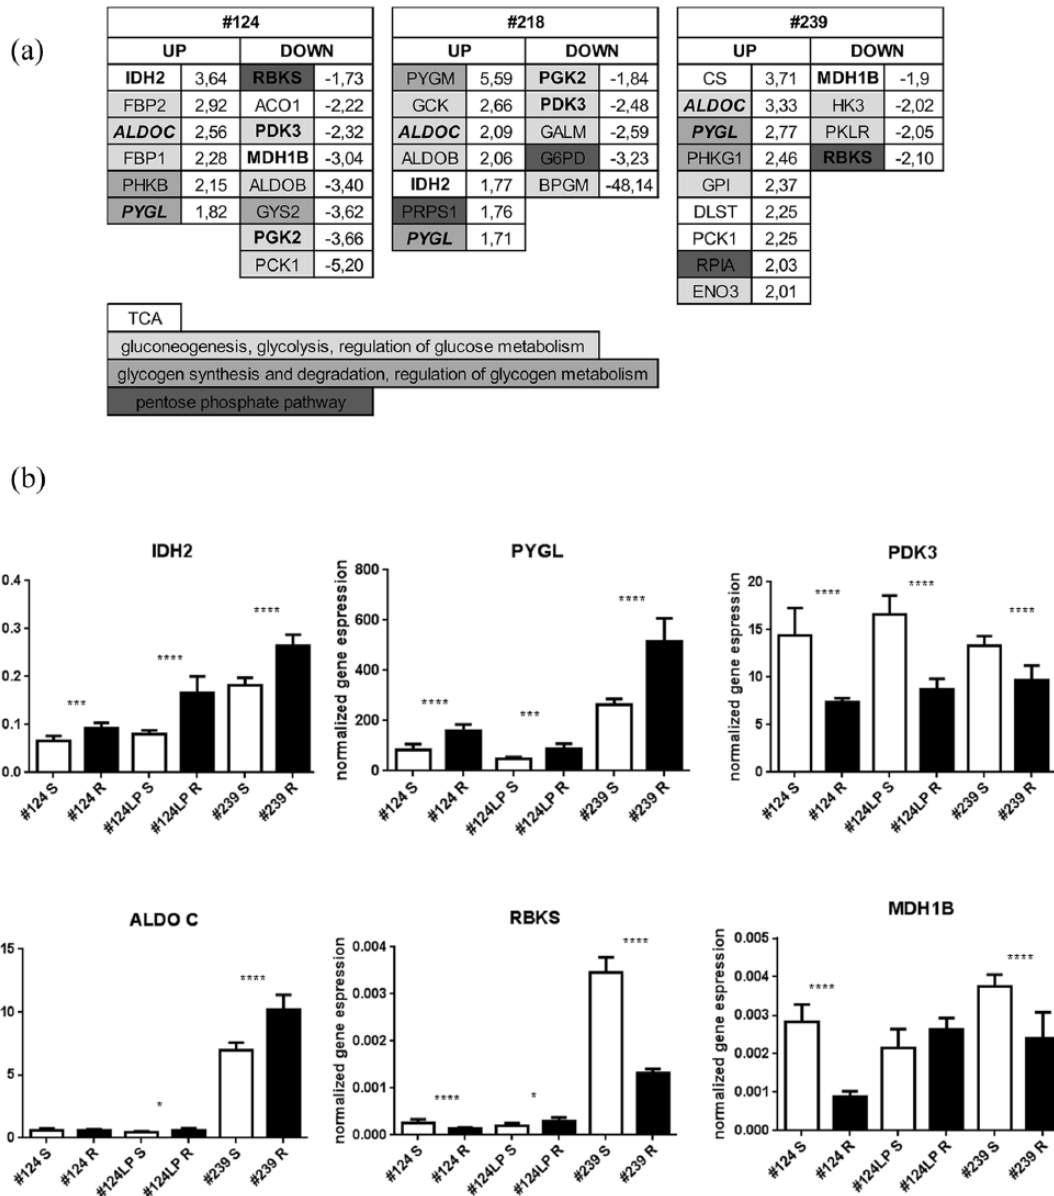 (a)
#124 #218 #239
UP DOWN UP DOWN UP DOWN
IDH2 3,64 RBKS -1,73 PYGM 5,59 PGK2 -1,84 CS 3,71 MDH1B -1,9
FBP2 2,92 ACO1 -2,22 GCK 2,66 PDK3 -2,48 ALDOC 3,33 HK3 -2,02
ALDOC 2,56 PDK3 -2,32 ALDOC 2,09 GALM -2,59 PYGL 2,77 PKLR -2,05
FBP1 2,28 MDH1B -3,04 ALDOB 2,06 G6PD -3,23 PHKG1 2,46 RBKS -2,10
PHKB 2,15 ALDOB -3,40 IDH2 1,77 BPGM -48,14 GPI 2,37
PYGL 1,82 GYS2 -3,62 PRPS1 1,76 DLST 2,25
PGK2 -3,66 PYGL 1,71 PCK1 2,25
PCK1 -5,20 RPIA 2,03
ENO3 2,01
TCA
gluconeogenesis, glycolysis, regulation of glucose metabolism
glycogen synthesis and degradation, regulation of glycogen metabolism
pentose phosphate pathway
(b)
IDH2
0.4
0.3
0.2
0.1
0.0
*** **** ****
#124 S #124 R #124LP S #124LP R #239 S #239 R
PYGL
normalized gene espression
800
600
400
200
0
**** *** ****
#124 S #124 R #124LP S #124LP R #239 S #239 R
PDK3
normalized gene espression
20
15
10
5
0
**** **** ****
#124 S #124 R #124LP S #124LP R #239 S #239 R
ALDO C
15
10
5
0
* ****
#124 S #124 R #124LP S #124LP R #239 S #239 R
RBKS
normalized gene espression
0.004
0.003
0.002
0.001
0.000
**** * ****
#124 S #124 R #124LP S #124LP R #239 S #239 R
MDH1B
normalized gene espression
0.005
0.004
0.003
0.002
0.001
0.000
**** ****
#124 S #124 R #124LP S #124LP R #239 S #239 R